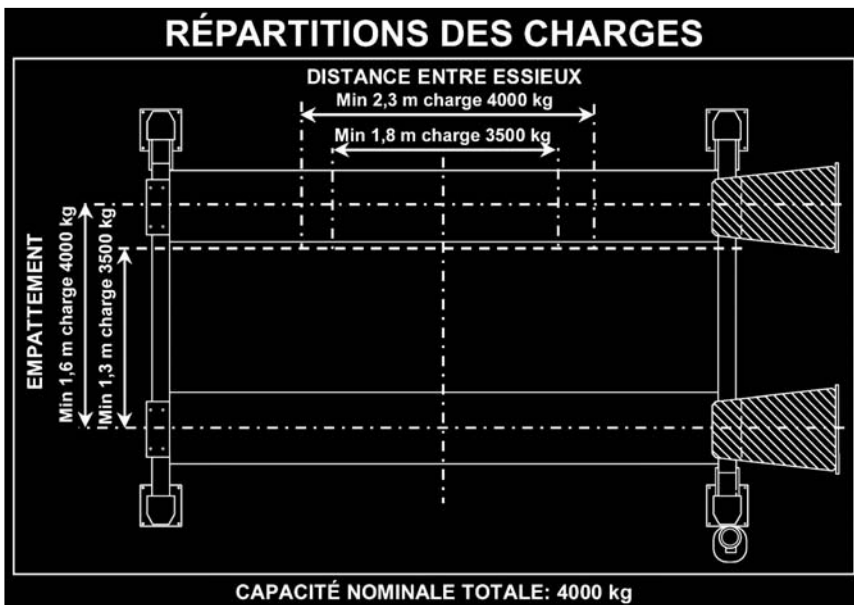 RÉPARTITIONS DES CHARGES
DISTANCE ENTRE ESSIEUX
Min 2,3 m charge 4000 kg
Min 1,8 m charge 3500 kg
EMPATTEMENT
Min 1,6 m charge 4000 kg
Min 1,3 m charge 3500 kg
CAPACITÉ NOMINALE TOTALE: 4000 kg